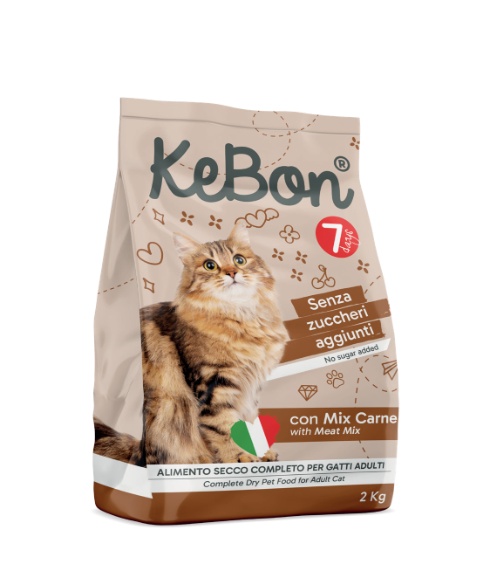 KeBon®
7
days
Senza
zuccheri
aggiunti
No sugar added
con Mix Carne
with Meat Mix
ALIMENTO SECCO COMPLETO PER GATTI ADULTI
Complete Dry Pet Food for Adult Cat
2 Kg